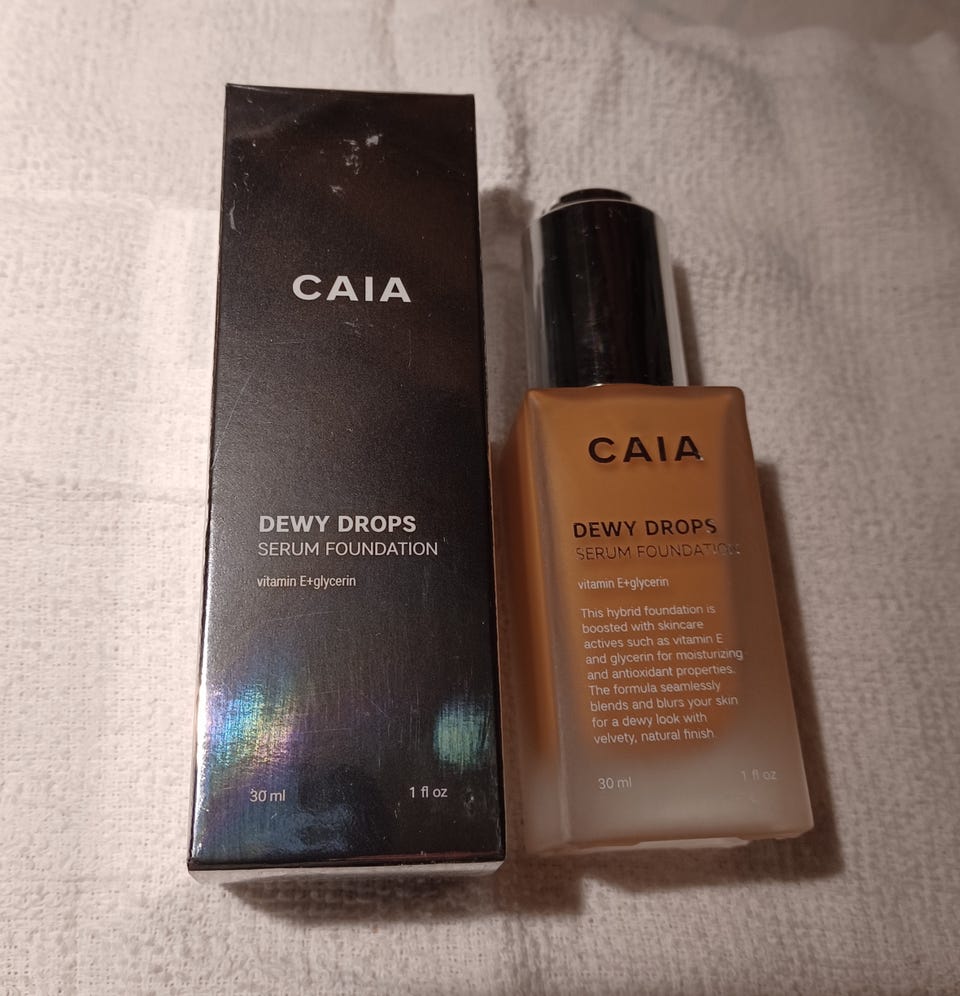 CAIA
DEWY DROPS
SERUM FOUNDATION
vitamin E+glycerin
30 ml
1 fl oz
CAIA
DEWY DROPS
SERUM FOUNDATION
vitamin E+glycerin
This hybrid foundation is
boosted with skincare
actives such as vitamin E
and glycerin for moisturizing
and antioxidant properties.
The formula seamlessly
blends and blurs your skin
for a dewy look with
velvety, natural finish.
30 ml
1 fl oz